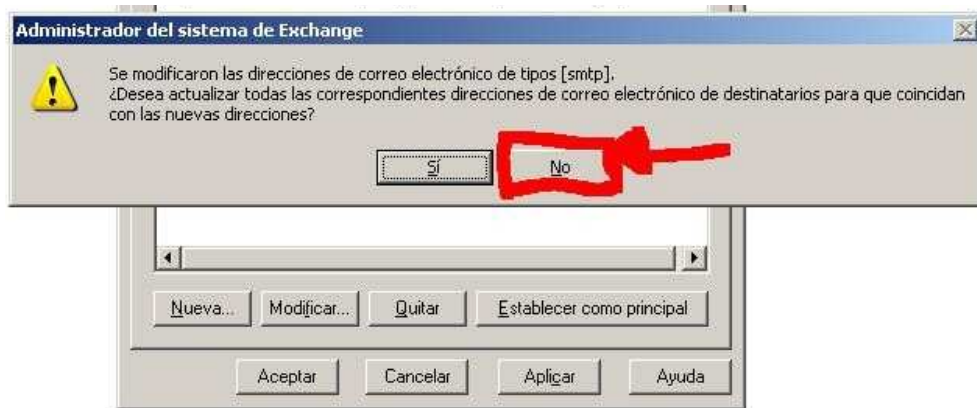 Administrador del sistema de Exchange
Se modificaron las direcciones de correo electrónico de tipos [smtp].
¿Desea actualizar todas las correspondientes direcciones de correo electrónico de destinatarios para que coincidan
con las nuevas direcciones?
Sí No
Nueva... Modificar... Quitar Establecer como principal
Aceptar Cancelar Aplicar Ayuda